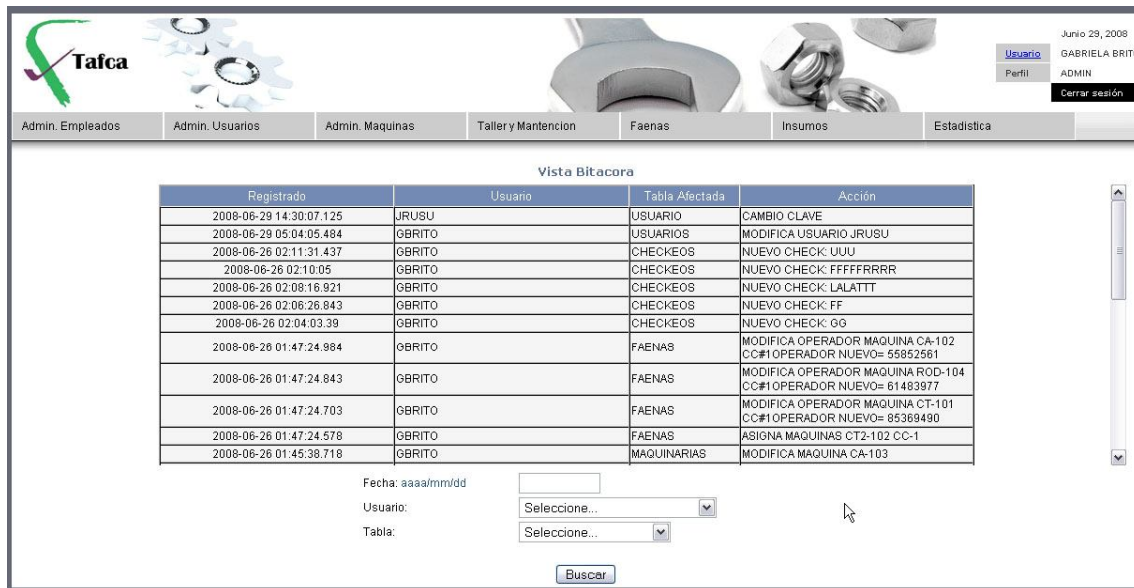 Tafca
Junio 29, 2008
Usuario GABRIELA BRIT
Perfil ADMIN
Cerrar sesión
Admin. Empleados Admin. Usuarios Admin. Maquinas Taller y Mantencion Faenas Insumos Estadistica
Vista Bitacora
Registrado Usuario Tabla Afectada Acción
2008-06-29 14:30:07.125 JRUSU USUARIO CAMBIO CLAVE
2008-06-29 05:04:05.484 GBRITO USUARIOS MODIFICA USUARIO JRUSU
2008-06-26 02:11:31.437 GBRITO CHECKEOS NUEVO CHECK: UUU
2008-06-26 02:10:05 GBRITO CHECKEOS NUEVO CHECK: FFFFFRRRR
2008-06-26 02:08:16.921 GBRITO CHECKEOS NUEVO CHECK: LALATTT
2008-06-26 02:06:26.843 GBRITO CHECKEOS NUEVO CHECK: FF
2008-06-26 02:04:03.39 GBRITO CHECKEOS NUEVO CHECK: GG
2008-06-26 01:47:24.984 GBRITO FAENAS MODIFICA OPERADOR MAQUINA CA-102
CC#1OPERADOR NUEVO= 55852561
2008-06-26 01:47:24.843 GBRITO FAENAS MODIFICA OPERADOR MAQUINA ROD-104
CC#1OPERADOR NUEVO= 61483977
2008-06-26 01:47:24.703 GBRITO FAENAS MODIFICA OPERADOR MAQUINA CT-101
CC#1OPERADOR NUEVO= 85369490
2008-06-26 01:47:24.578 GBRITO FAENAS ASIGNA MAQUINAS CT2-102 CC-1
2008-06-26 01:45:38.718 GBRITO MAQUINARIAS MODIFICA MAQUINA CA-103
Fecha: aaaa/mm/dd
Usuario: Seleccione...
Tabla: Seleccione...
Buscar